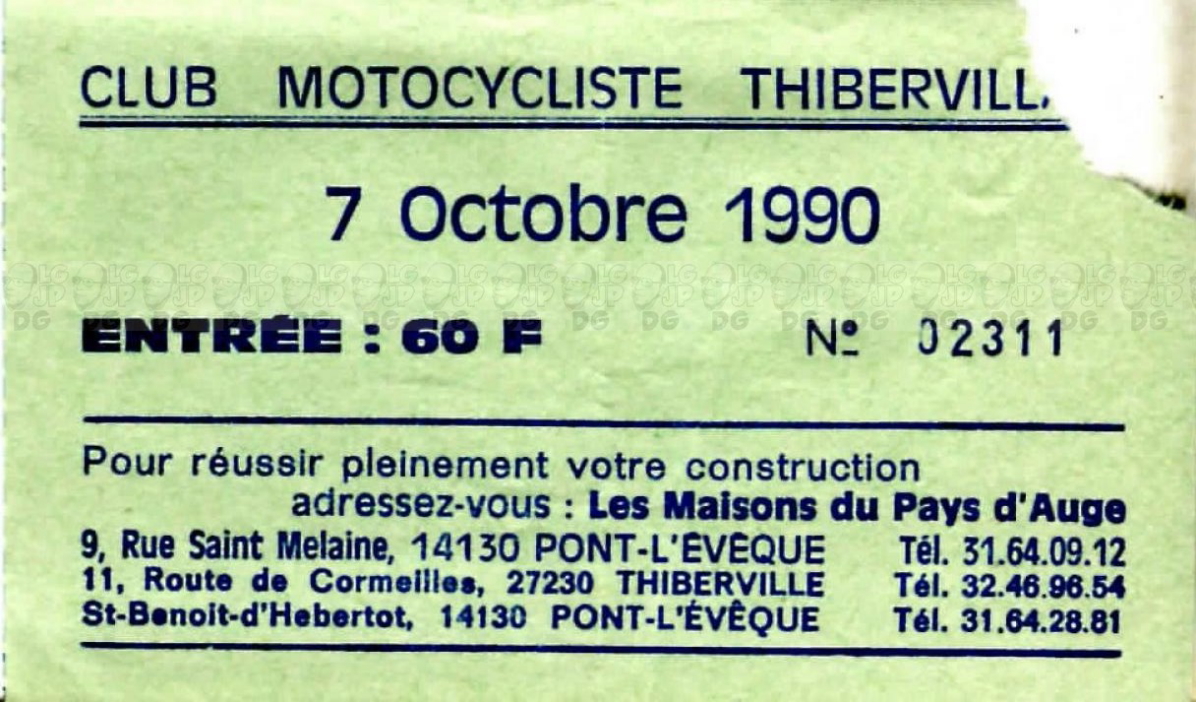 CLUB MOTOCYCLISTE THIBERVILL
7 Octobre 1990
ENTRÉE : 60 F Nº 02311
Pour réussir pleinement votre construction
adressez-vous : Les Maisons du Pays d'Auge
9, Rue Saint Melaine, 14130 PONT-L'ÉVÊQUE Tél. 31.64.09.12
11, Route de Cormeilles, 27230 THIBERVILLE Tél. 32.46.96.54
St-Benoit-d'Hebertot, 14130 PONT-L'ÉVÊQUE Tél. 31.64.28.81